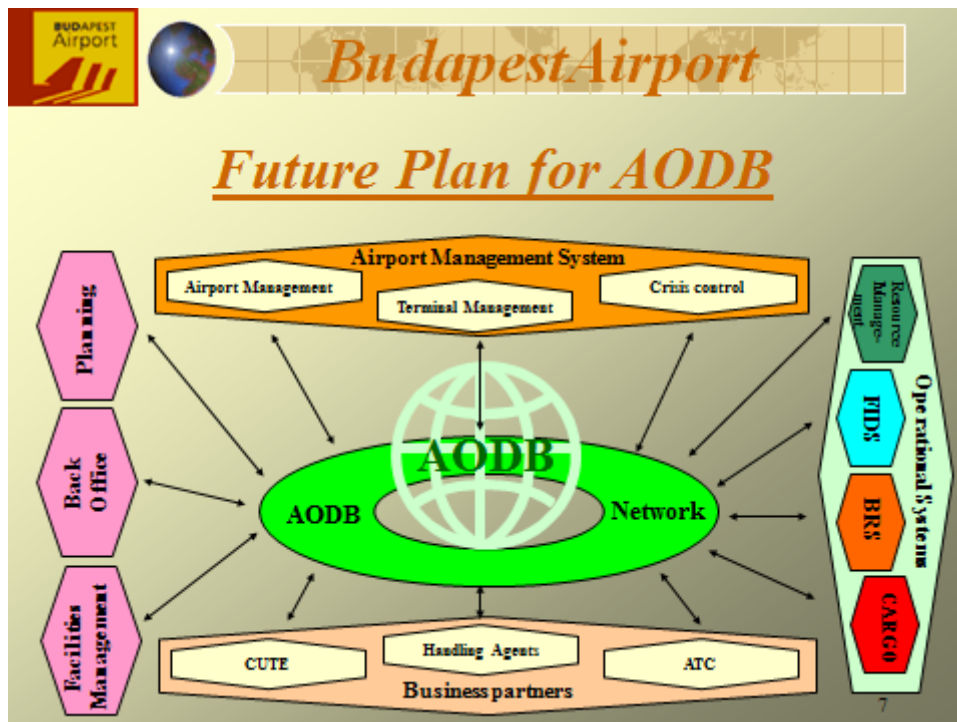 BUDAPEST
Airport
BudapestAirport
Future Plan for AODB
Airport Management System
Airport Management
Terminal Management
Crisis control
Planning
Back
Office
Facilities
Management
AODB
AODB
Network
Resource
Manage-
ment
FIDS
BRS
CARGO
Operational Systems
CUTE
Handling Agents
ATC
Business partners
7